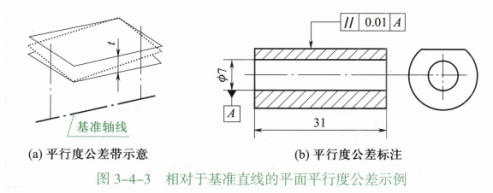 t
基准轴线
(a) 平行度公差带示意
// 0.01 A
ϕ7
A
31
(b) 平行度公差标注
图 3-4-3 相对于基准直线的平面平行度公差示例